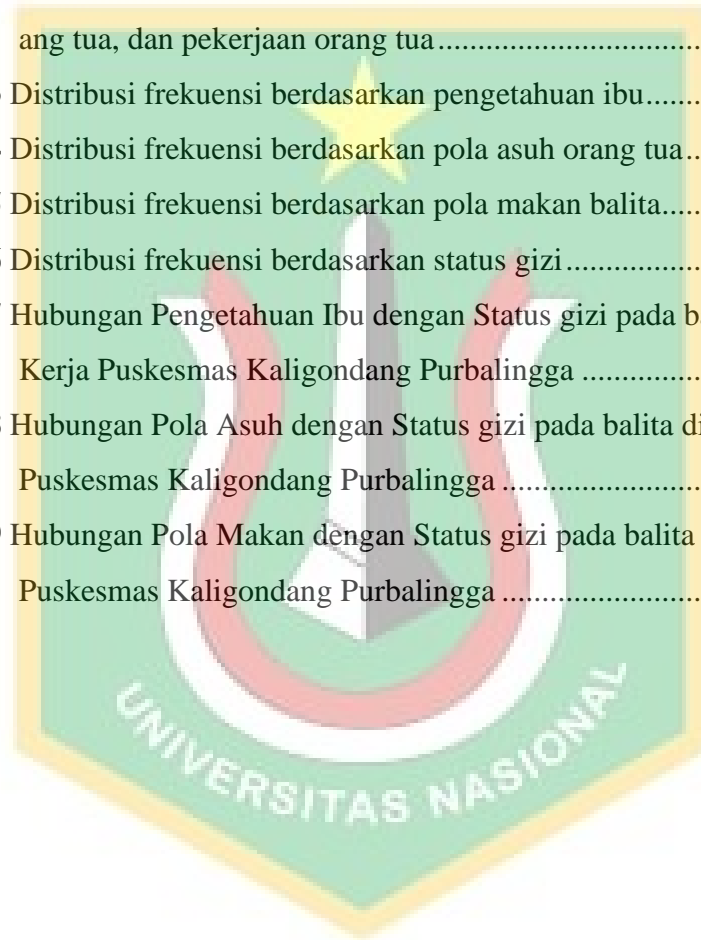 ang tua, dan pekerjaan orang tua................................
Distribusi frekuensi berdasarkan pengetahuan ibu.......
Distribusi frekuensi berdasarkan pola asuh orang tua..
Distribusi frekuensi berdasarkan pola makan balita.....
Distribusi frekuensi berdasarkan status gizi.................
Hubungan Pengetahuan Ibu dengan Status gizi pada ba
Kerja Puskesmas Kaligondang Purbalingga ...............
Hubungan Pola Asuh dengan Status gizi pada balita di
Puskesmas Kaligondang Purbalingga .........................
Hubungan Pola Makan dengan Status gizi pada balita
Puskesmas Kaligondang Purbalingga .........................
UNIVERSITAS NASIONAL